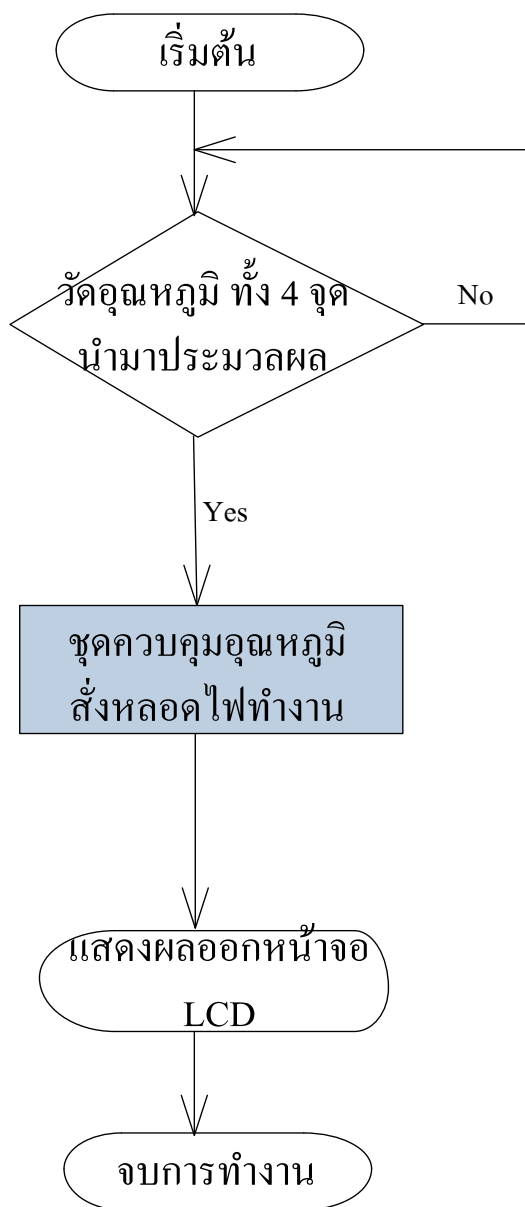 เริ่มต้น
วัดอุณหภูมิ ทั้ง 4 จุด
นำมาประมวลผล
No
Yes
ชุดควบคุมอุณหภูมิ
สั่งหลอดไฟทำงาน
แสดงผลออกหน้าจอ
LCD
จบการทำงาน